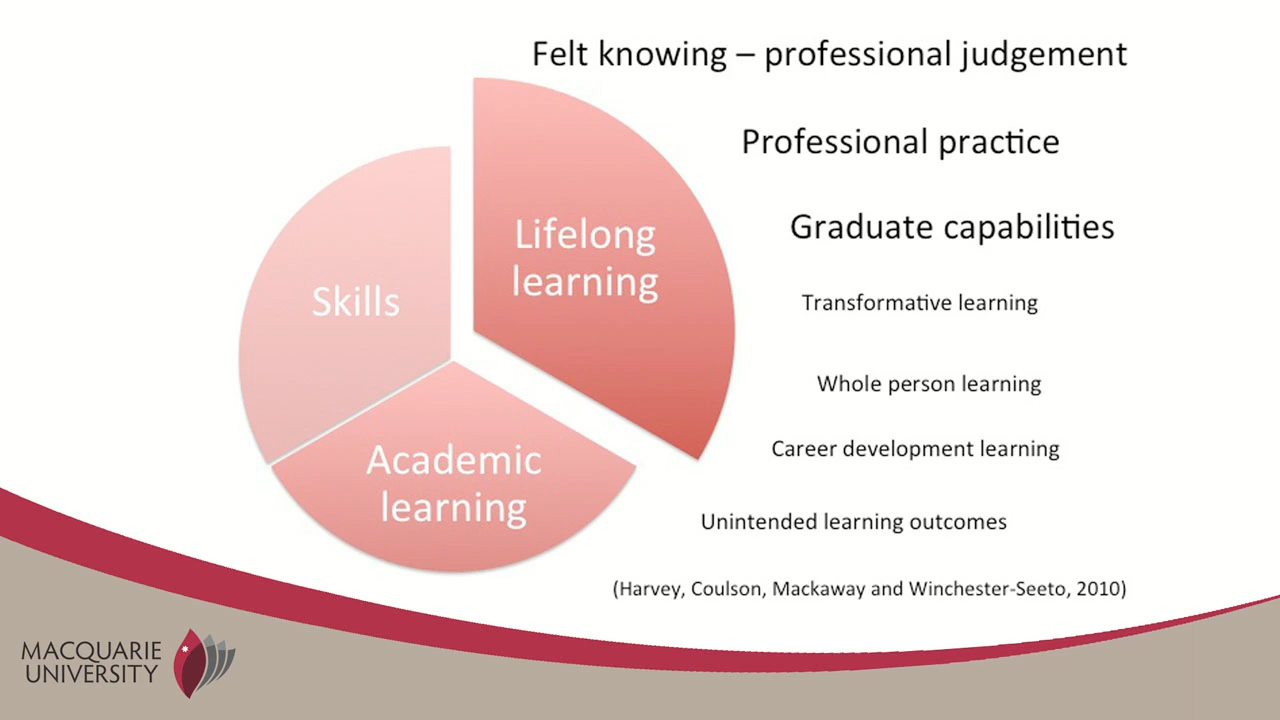 Felt knowing – professional judgement
Professional practice
Graduate capabilities
Lifelong
learning
Skills
Transformative learning
Whole person learning
Career development learning
Academic
learning
Unintended learning outcomes
(Harvey, Coulson, Mackaway and Winchester-Seeto, 2010)
MACQUARIE
UNIVERSITY